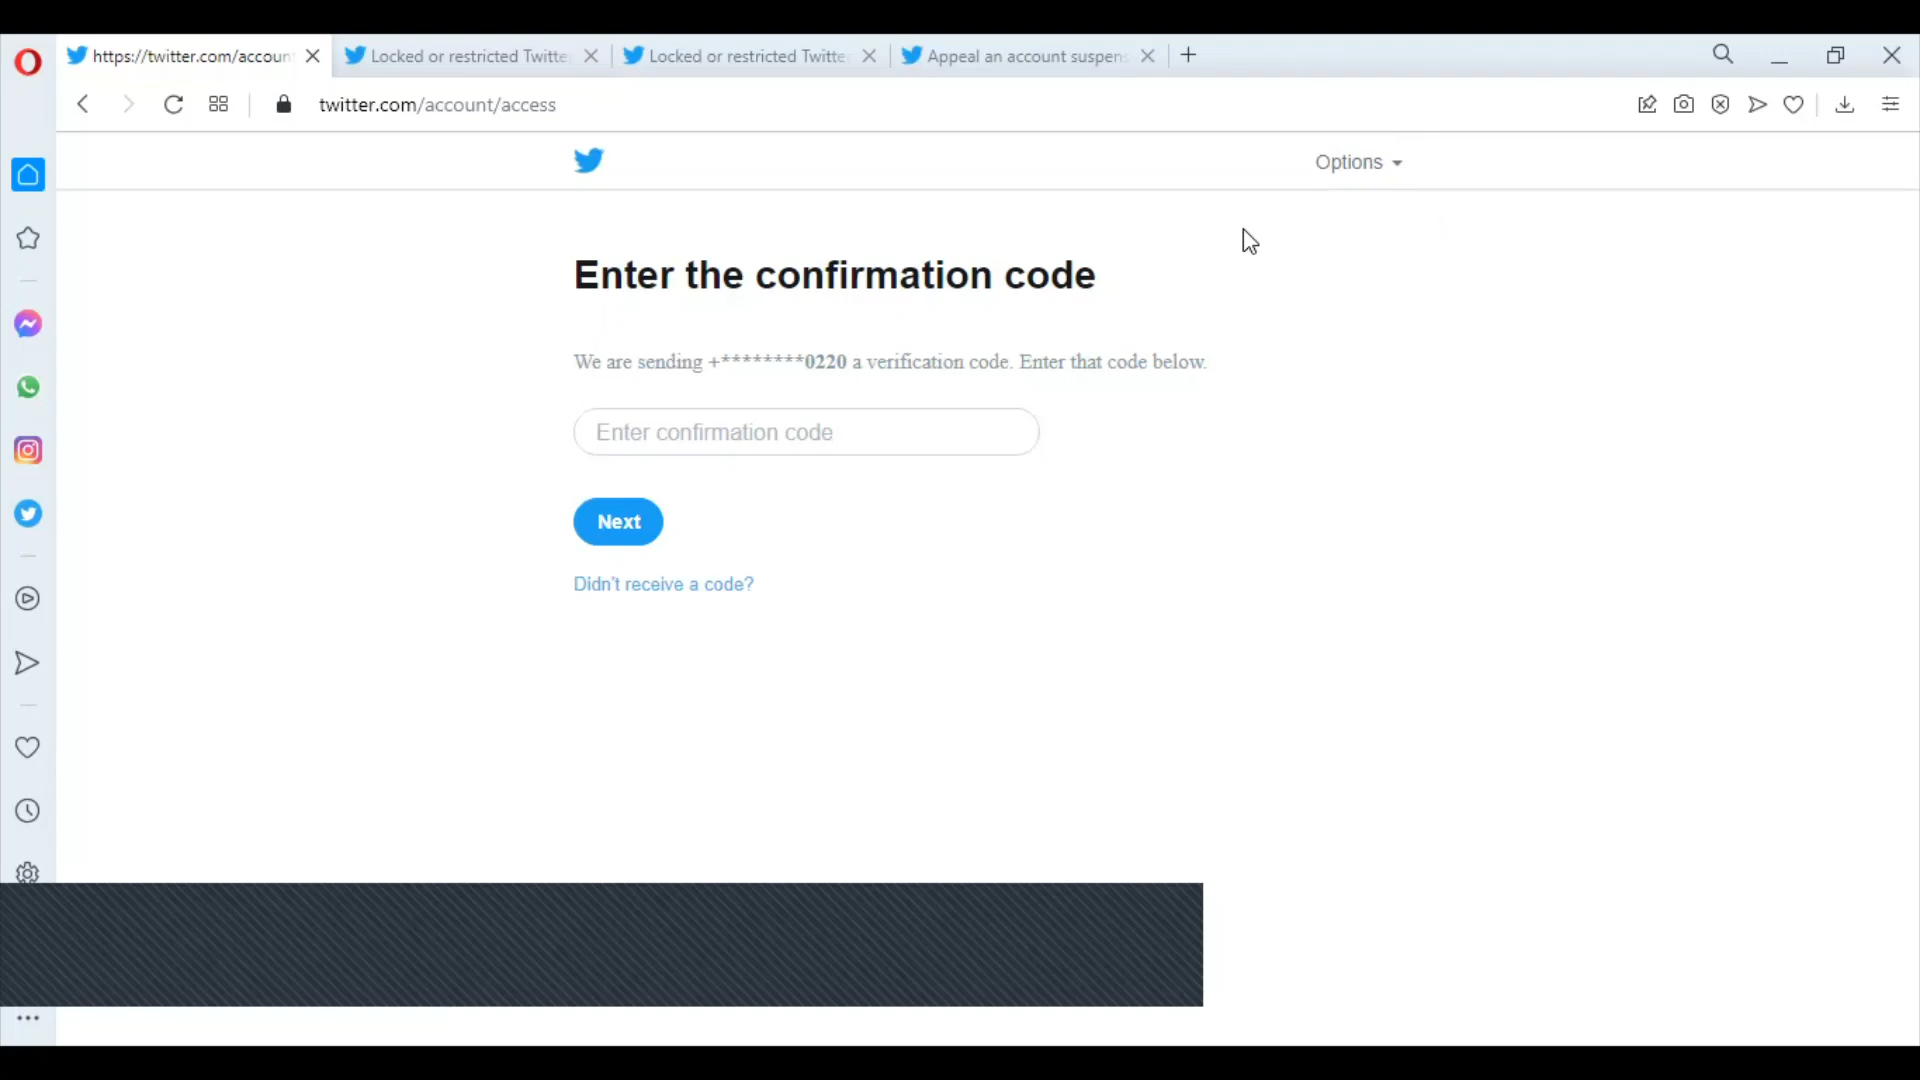 https://twitter.com/accoun
Locked or restricted Twitte
Locked or restricted Twitte
Appeal an account suspens
twitter.com/account/access
Options
Enter the confirmation code
We are sending +********0220 a verification code. Enter that code below.
Enter confirmation code
Next
Didn't receive a code?